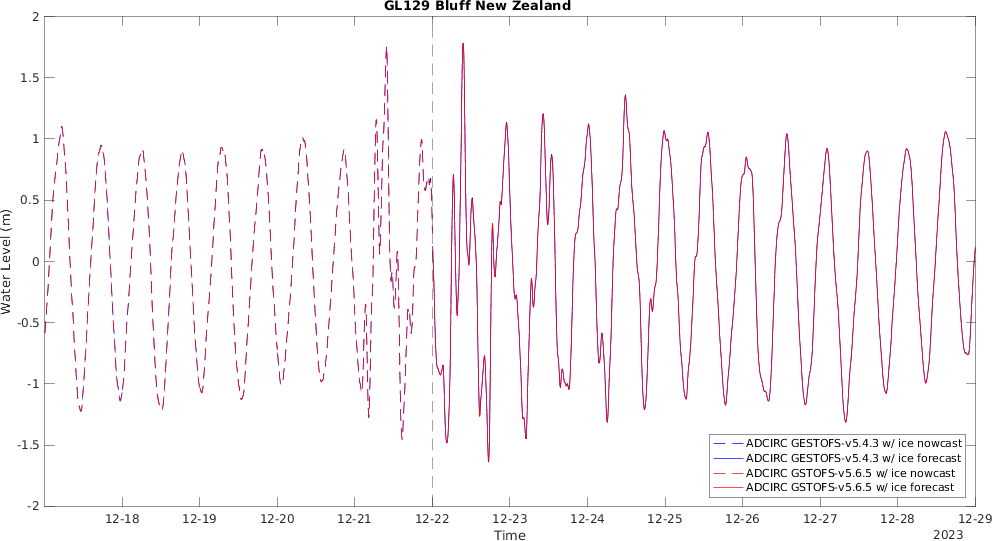 GL129 Bluff New Zealand
2
1.5
1
0.5
0
-0.5
-1
-1.5
-2
Water Level (m)
ADCIRC GESTOFS-v5.4.3 w/ ice nowcast
ADCIRC GESTOFS-v5.4.3 w/ ice forecast
ADCIRC GSTOFS-v5.6.5 w/ ice nowcast
ADCIRC GSTOFS-v5.6.5 w/ ice forecast
12-18 12-19 12-20 12-21 12-22 12-23 12-24 12-25 12-26 12-27 12-28 12-29
Time
2023